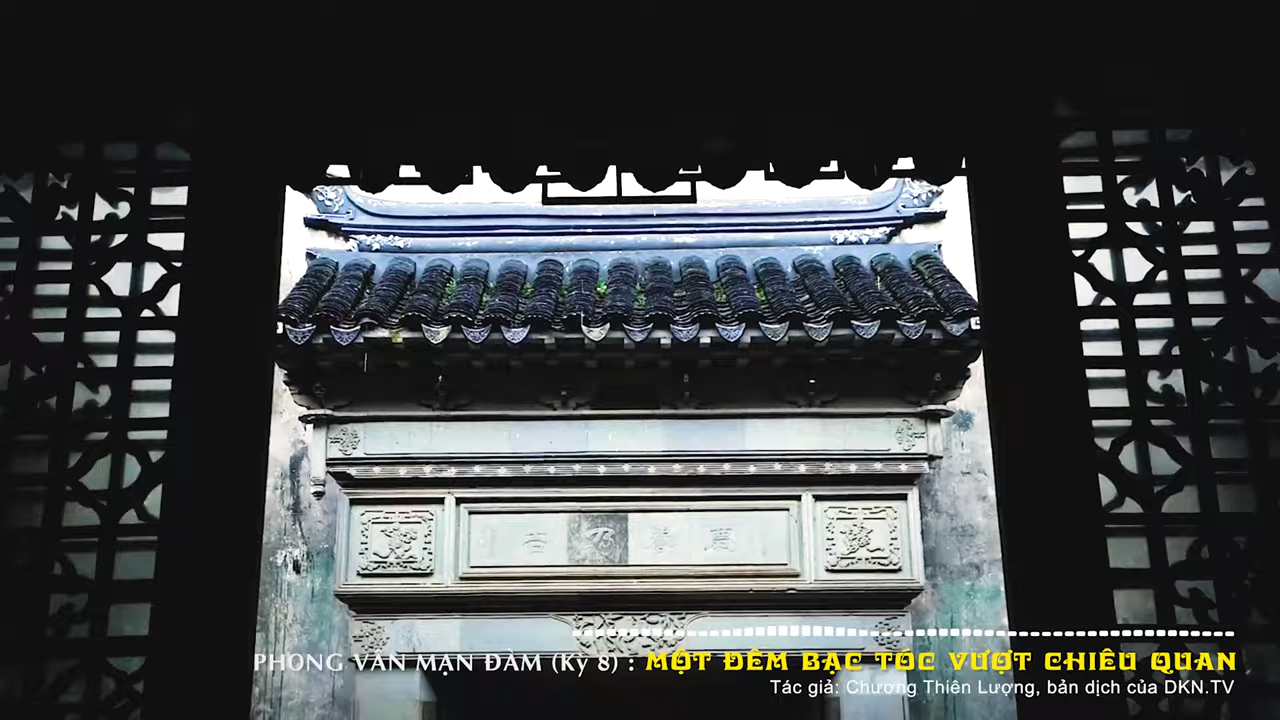 PHONG VÂN MẠN ĐÀM (Kỳ 8) : MỘT ĐÊM BẠC TÓC VƯỢT CHIÊU QUAN
Tác giả: Chương Thiên Lượng, bản dịch của DKN.TV